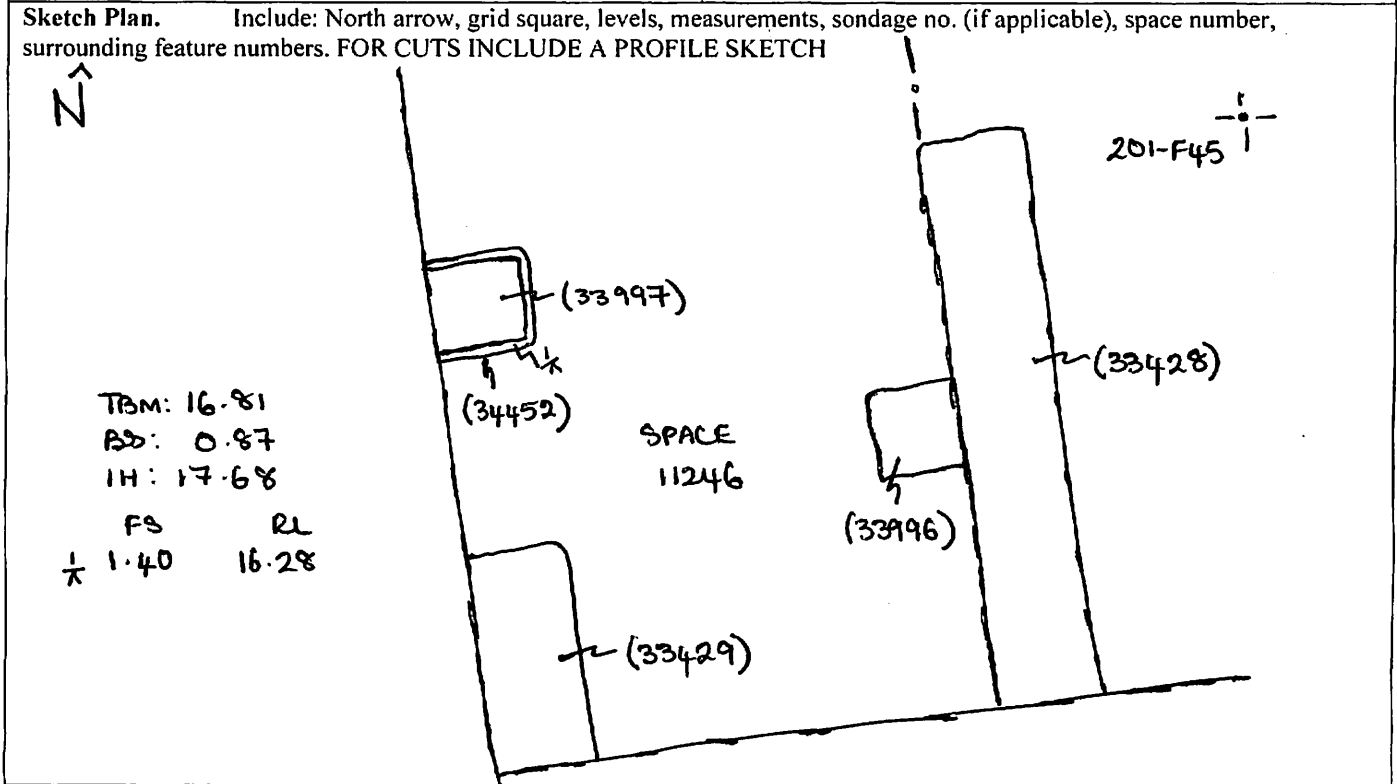 Sketch Plan. Include: North arrow, grid square, levels, measurements, sondage no. (if applicable), space number,
surrounding feature numbers. FOR CUTS INCLUDE A PROFILE SKETCH
N
201-F45
(33997)
(33428)
(34452)
TBM: 16.81
BS: 0.87
IH: 17.68
FS RL
1.40 16.28
SPACE
11246
(33996)
(33429)